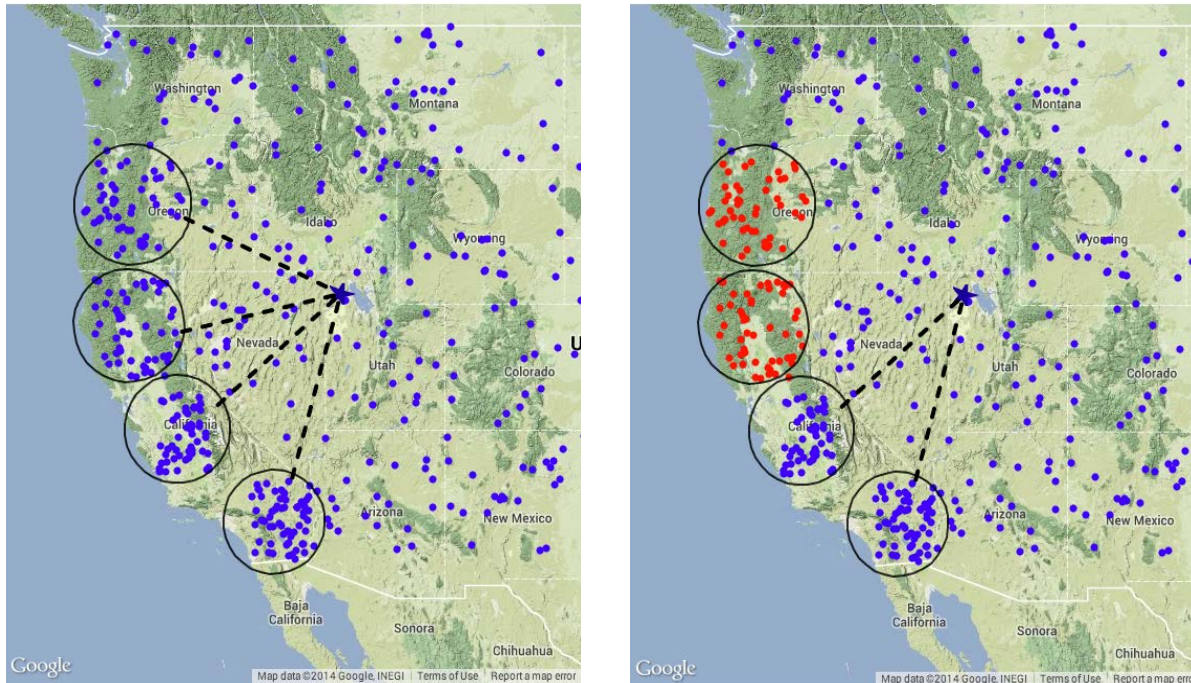 Washington
Montana
Oregon
Idaho
Wyoming
Nevada
Utah
U
Colorado
California
Arizona
New Mexico
Baja
California
Sonora
Chihuahua
Google
Map data ©2014 Google, INEGI
Terms of Use
Report a map error
Washington
Montana
Oregon
Idaho
Wyoming
Nevada
Utah
Colorado
California
Arizona
New Mexico
Baja
California
Sonora
Chihuahua
Google
Map data ©2014 Google, INEGI
Terms of Use
Report a map error